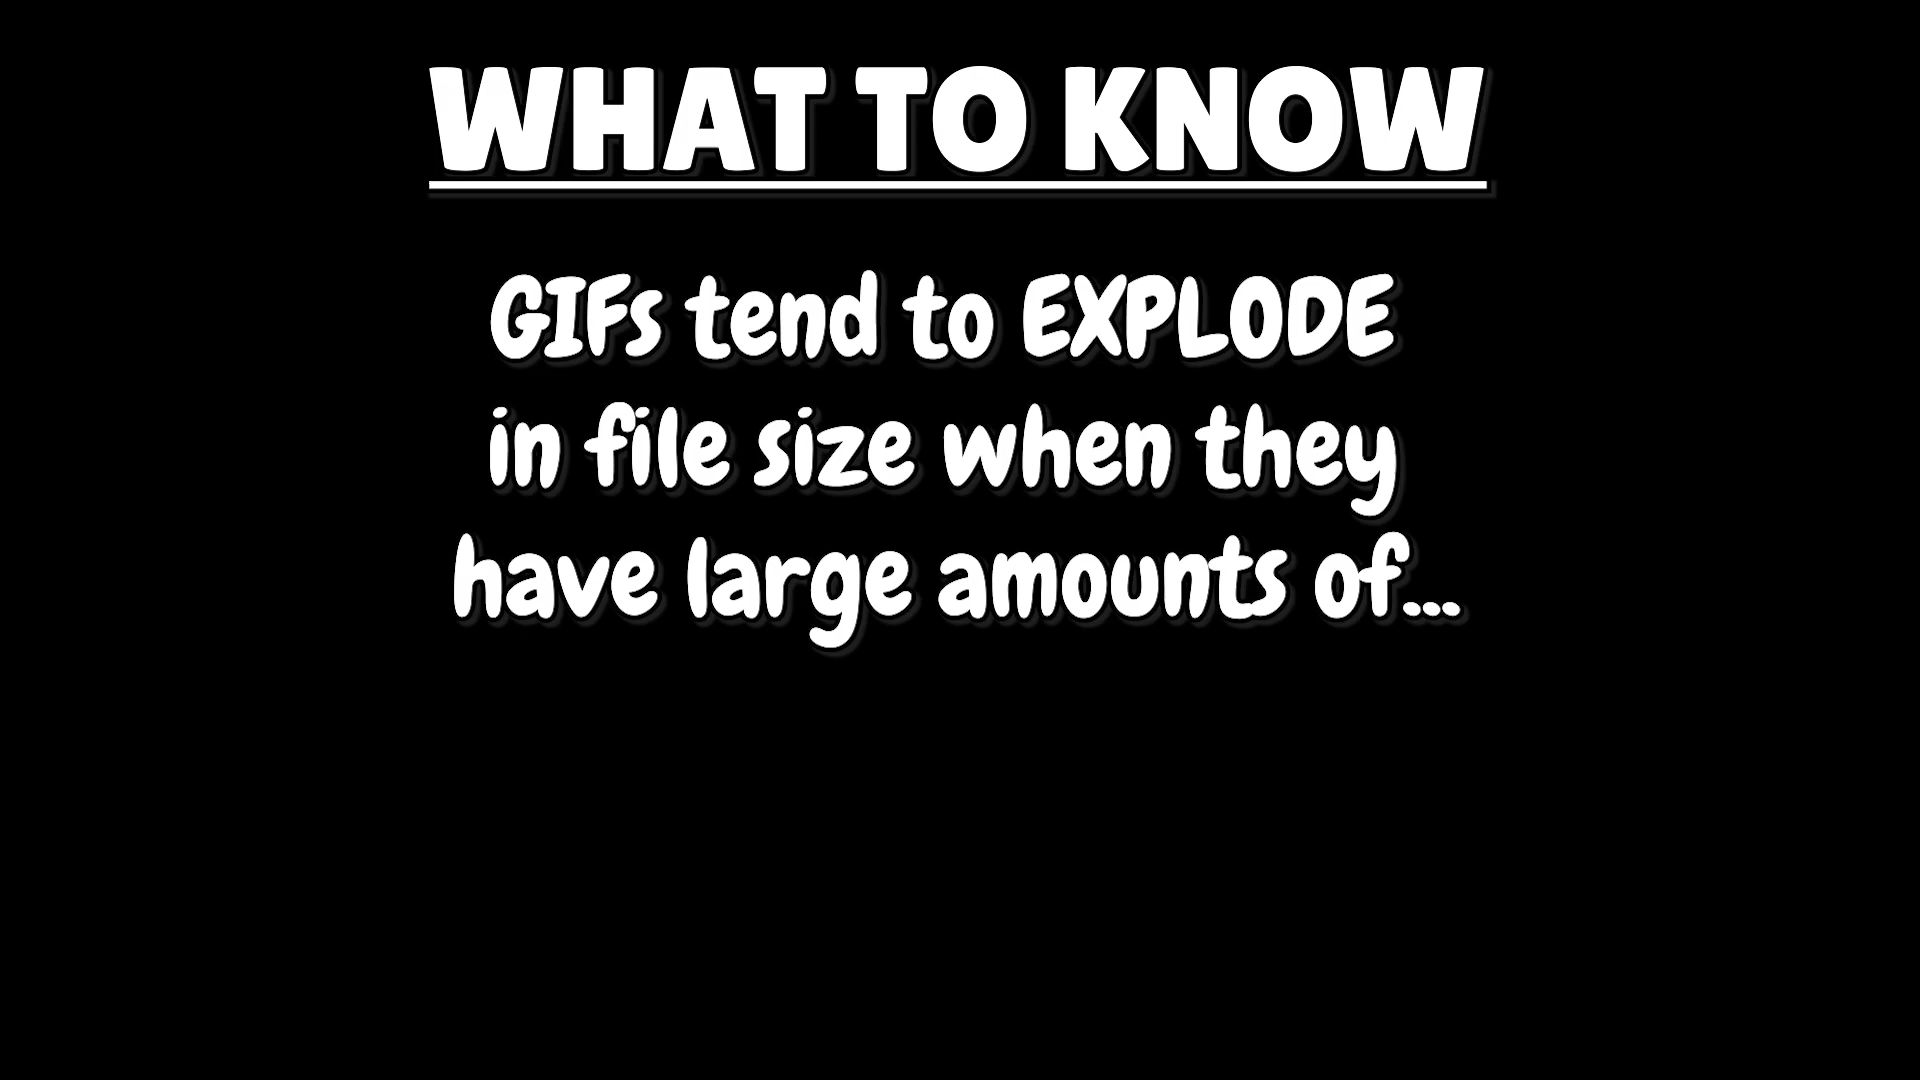 WHAT TO KNOW
GIFs tend to EXPLODE
in file size when they
have large amounts of...